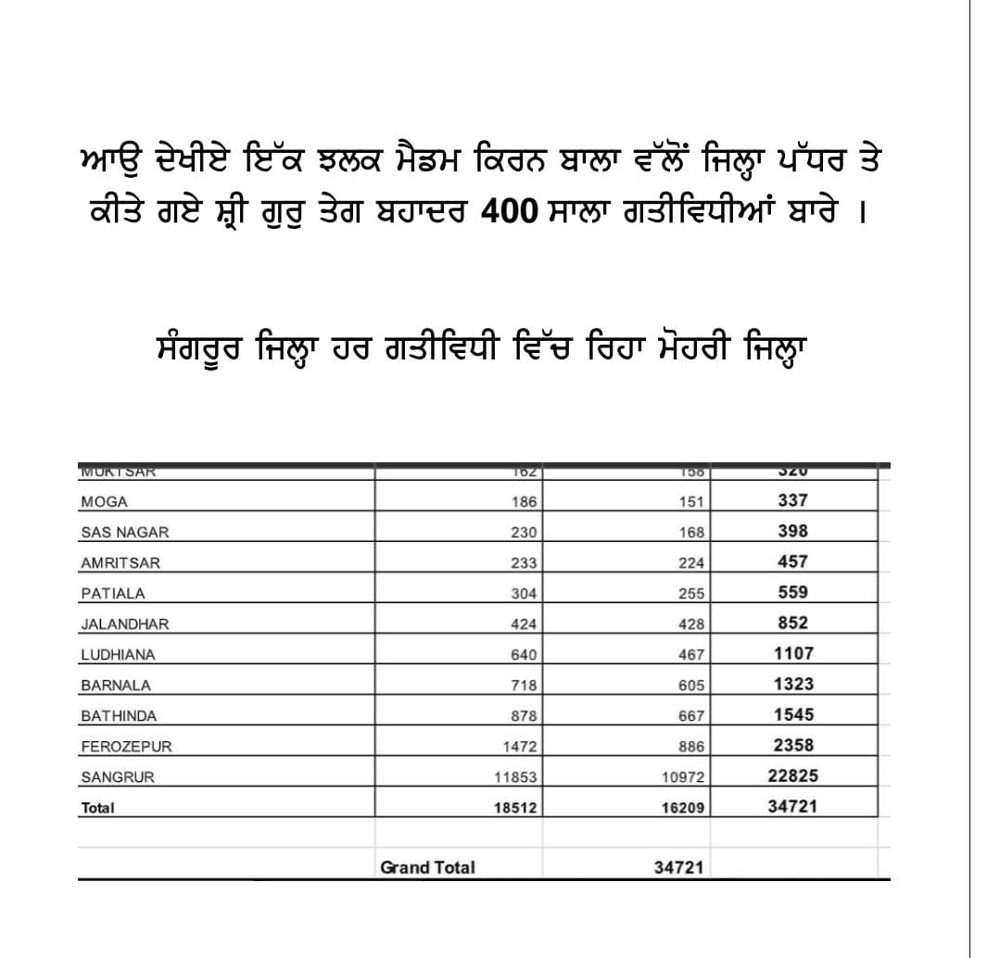 ਆਉ ਦੇਖੀਏ ਇੱਕ ਝਲਕ ਮੈਡਮ ਕਿਰਨ ਬਾਲਾ ਵੱਲੋਂ ਜਿਲ੍ਹਾ ਪੱਧਰ ਤੇ
ਕੀਤੇ ਗਏ ਸ਼੍ਰੀ ਗੁਰੁ ਤੇਗ ਬਹਾਦਰ 400 ਸਾਲਾ ਗਤੀਵਿਧੀਆਂ ਬਾਰੇ ।
ਸੰਗਰੂਰ ਜਿਲ੍ਹਾ ਹਰ ਗਤੀਵਿਧੀ ਵਿੱਚ ਰਿਹਾ ਮੋਹਰੀ ਜਿਲ੍ਹਾ
MUKTSAR 162 158 320
MOGA 186 151 337
SAS NAGAR 230 168 398
AMRITSAR 233 224 457
PATIALA 304 255 559
JALANDHAR 424 428 852
LUDHIANA 640 467 1107
BARNALA 718 605 1323
BATHINDA 878 667 1545
FEROZEPUR 1472 886 2358
SANGRUR 11853 10972 22825
Total 18512 16209 34721
Grand Total 34721